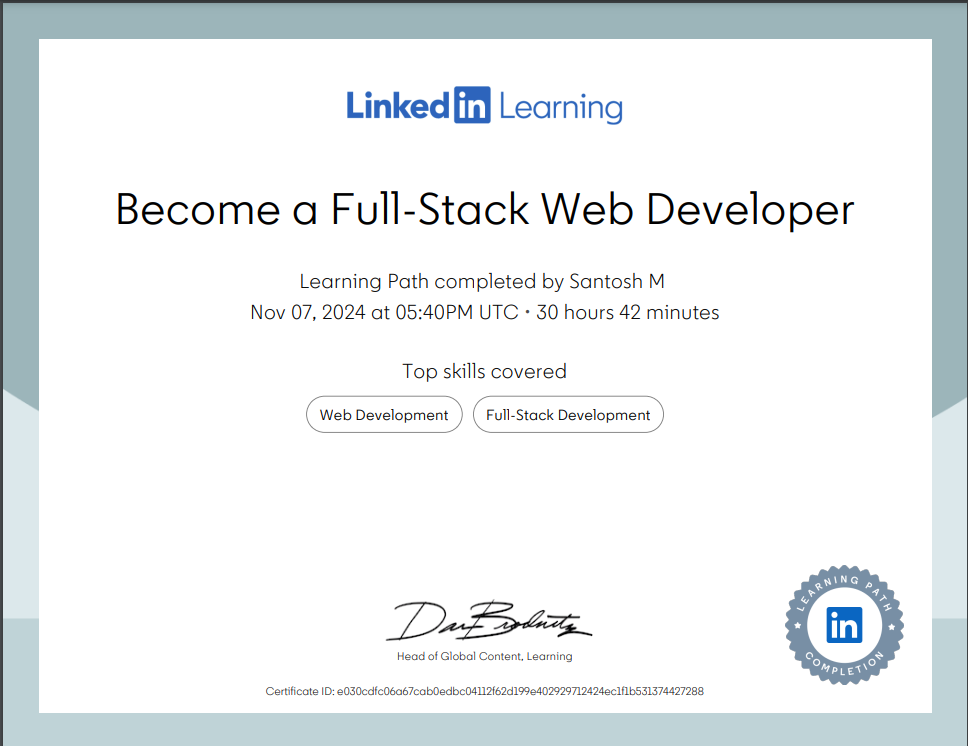 Linked in Learning
Become a Full-Stack Web Developer
Learning Path completed by Santosh M
Nov 07, 2024 at 05:40PM UTC • 30 hours 42 minutes
Top skills covered
Web Development Full-Stack Development
Head of Global Content, Learning
LEARNING PATH
in
COMPLETION
Certificate ID: e030cdfc06a67cab0edbc04112f62d199e402929712424ec1f1b531374427288